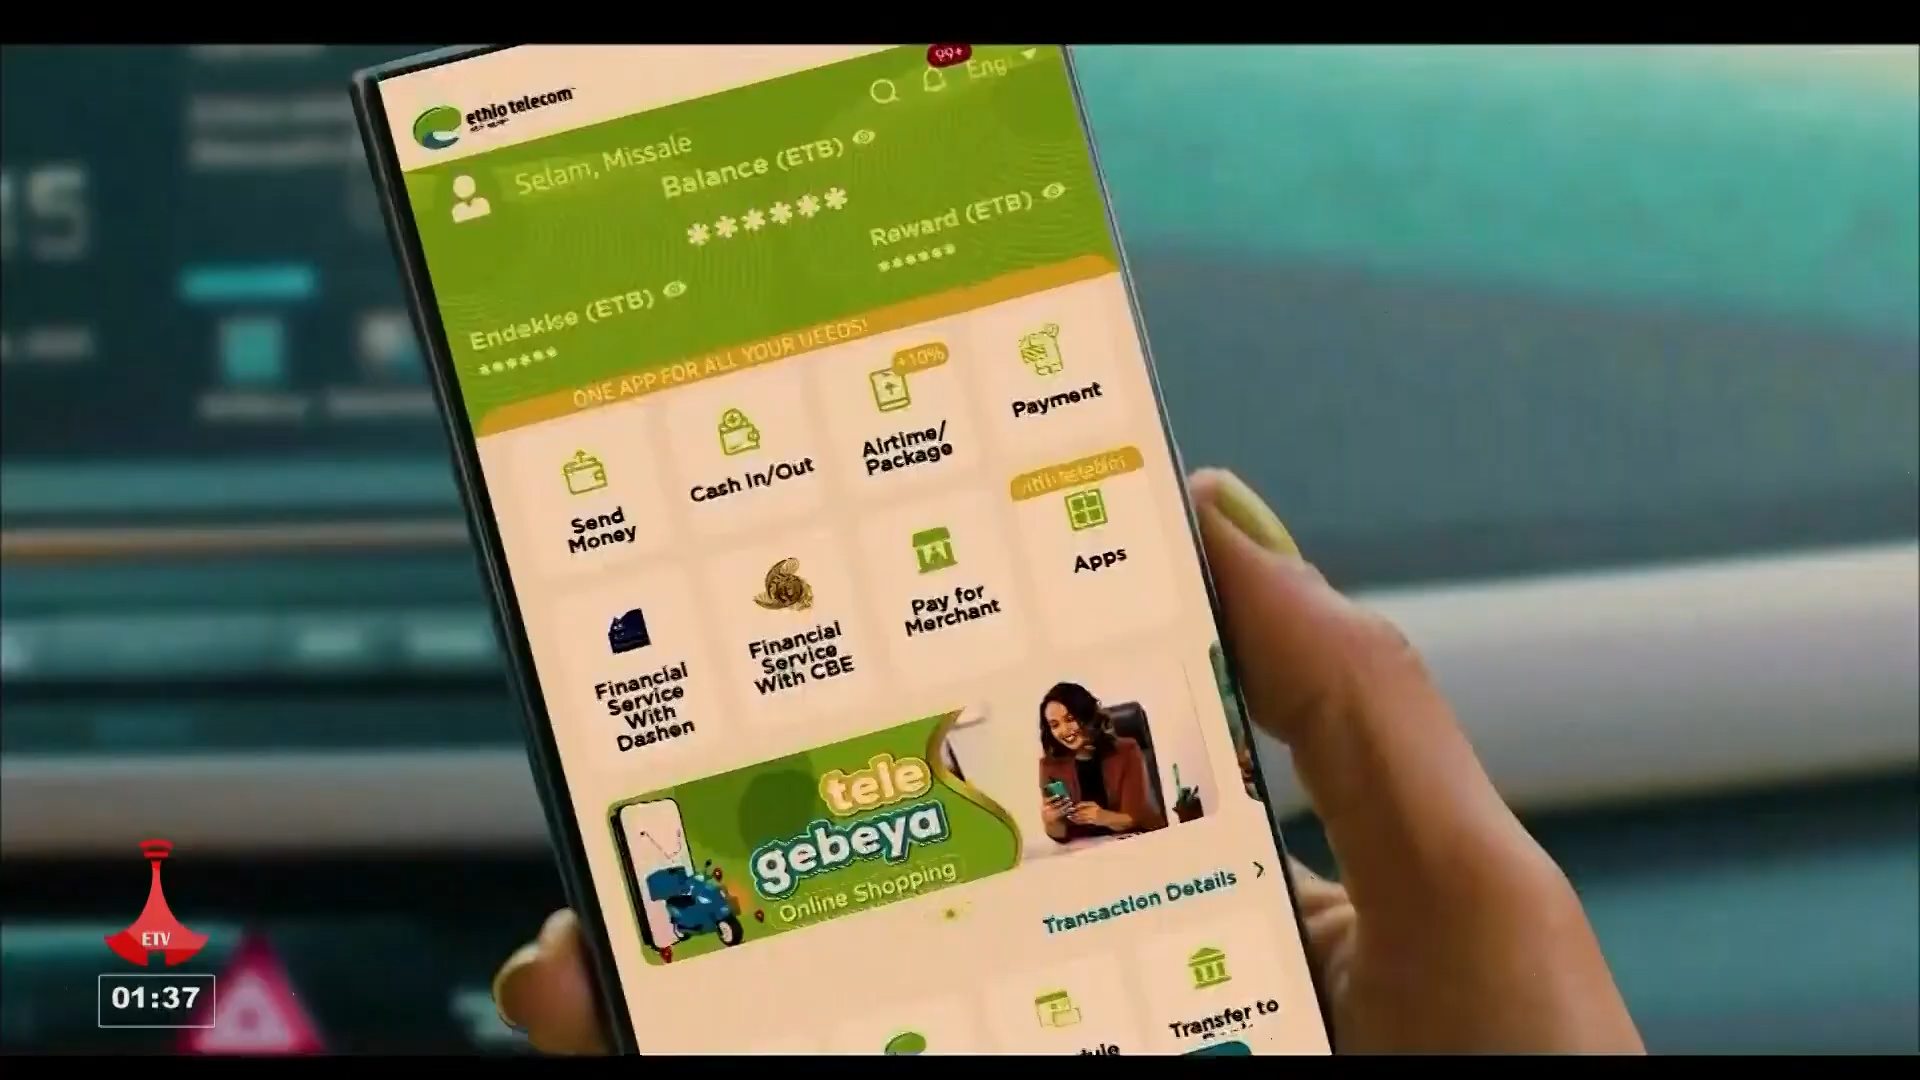 ethio telecom
99+
Eng
Selam, Missale
Balance (ETB)
******
Reward (ETB)
******
Endekise (ETB)
******
ONE APP FOR ALL YOUR NEEDS!
+10%
Send
Money
Cash In/Out
Airtime/
Package
Payment
Financial
Service
With
Dashen
Financial
Service
With CBE
Pay for
Merchant
Apps
tele
gebeya
Online Shopping
Transaction Details >
Transfer to
ETV
01:37